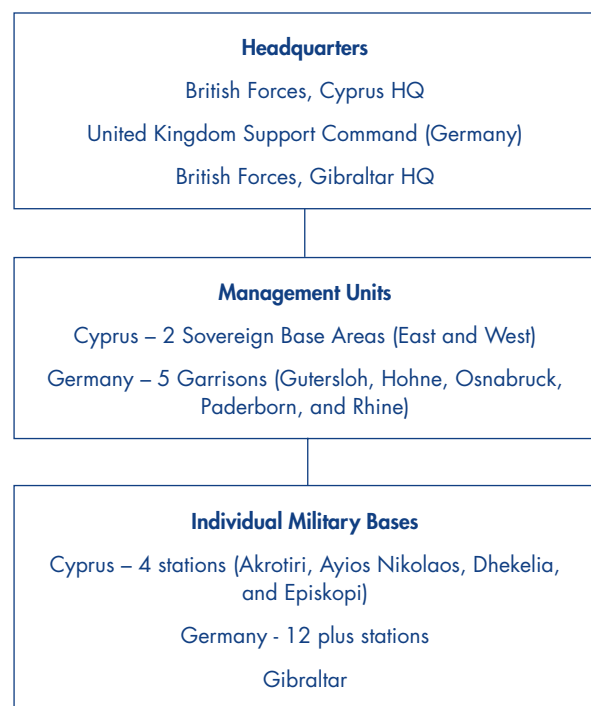 Headquarters
British Forces, Cyprus HQ
United Kingdom Support Command (Germany)
British Forces, Gibraltar HQ
Management Units
Cyprus – 2 Sovereign Base Areas (East and West)
Germany – 5 Garrisons (Gutersloh, Hohne, Osnabruck,
Paderborn, and Rhine)
Individual Military Bases
Cyprus – 4 stations (Akrotiri, Ayios Nikolaos, Dhekelia,
and Episkopi)
Germany - 12 plus stations
Gibraltar